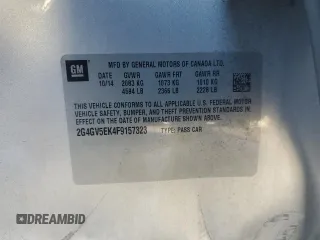 GM
MFD BY GENERAL MOTORS OF CANADA LTD.
10/14 GVWR GAWR FRT GAWR RR
2083 KG 1073 KG 1010 KG
4594 LB 2366 LB 2228 LB
THIS VEHICLE CONFORMS TO ALL APPLICABLE U.S.
FEDERAL MOTOR VEHICLE SAFETY, BUMPER, AND
THEFT PREVENTION STANDARDS IN EFFECT ON THE
DATE OF MANUFACTURE SHOWN ABOVE.
2G4GV5EK4F9157323 TYPE: PASS CAR
DREAMBID